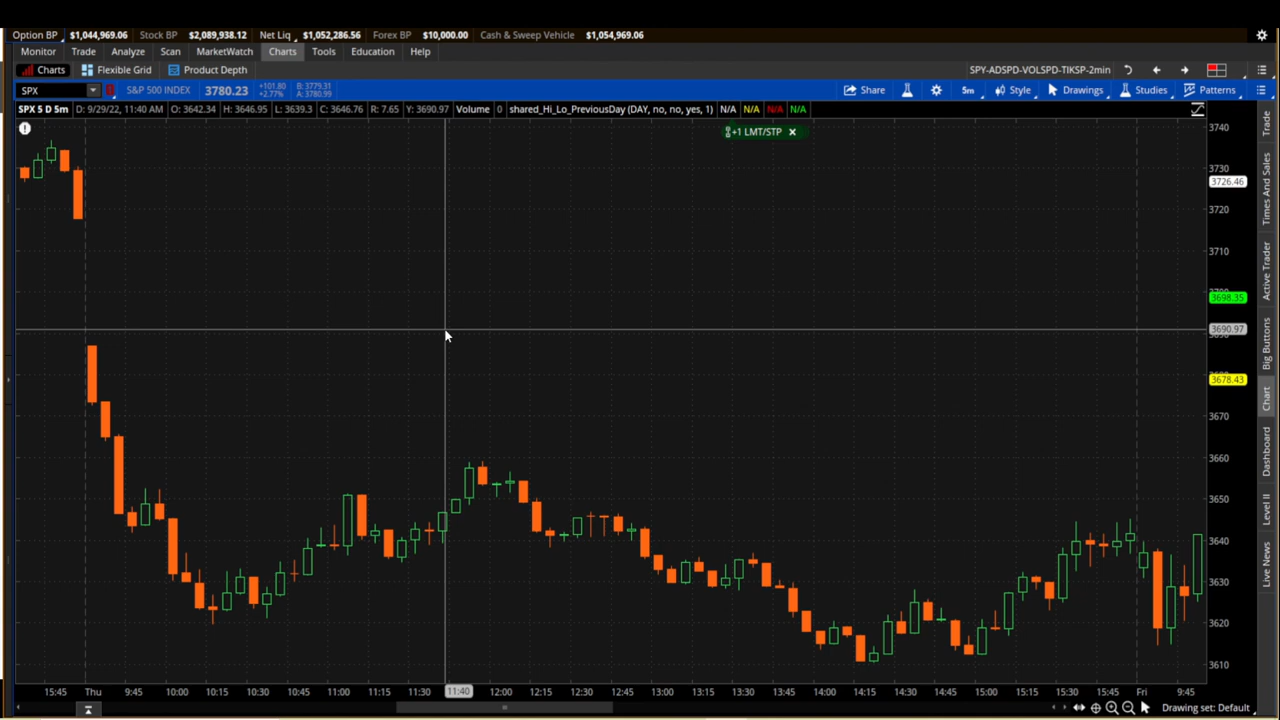 Option BP $1,044,969.06 Stock BP $2,089,938.12 Net Liq $1,052,286.56 Forex BP $10,000.00 Cash & Sweep Vehicle $1,054,969.06
Monitor Trade Analyze Scan MarketWatch Charts Tools Education Help
Charts Flexible Grid Product Depth SPY-ADSPD-VOLSPD-TIKSP-2min
SPX S&P 500 INDEX 3780.23 +101.80 +2.77% B: 3779.31 A: 3780.99 Share 5m Style Drawings Studies Patterns
SPX 5 D 5m D: 9/29/22, 11:40 AM O: 3642.34 H: 3646.95 L: 3639.3 C: 3646.76 R: 7.65 Y: 3690.97 Volume 0 shared_Hi_Lo_PreviousDay (DAY, no, no, yes, 1) N/A N/A N/A N/A
+1 LMT/STP
3740
3730
3726.46
3720
3710
3698.35
3690.97
3678.43
3670
3660
3650
3640
3630
3620
3610
15:45 Thu 9:45 10:00 10:15 10:30 10:45 11:00 11:15 11:30 11:40 12:00 12:15 12:30 12:45 13:00 13:15 13:30 13:45 14:00 14:15 14:30 14:45 15:00 15:15 15:30 15:45 Fri 9:45
Drawing set: Default
Trade
Times And Sales
Active Trader
Big Buttons
Chart
Dashboard
Level II
Live News